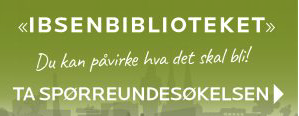 «IBSENBIBLIOTEKET»
Du kan påvirke hva det skal bli!
TA SPØRREUNDESØKELSEN